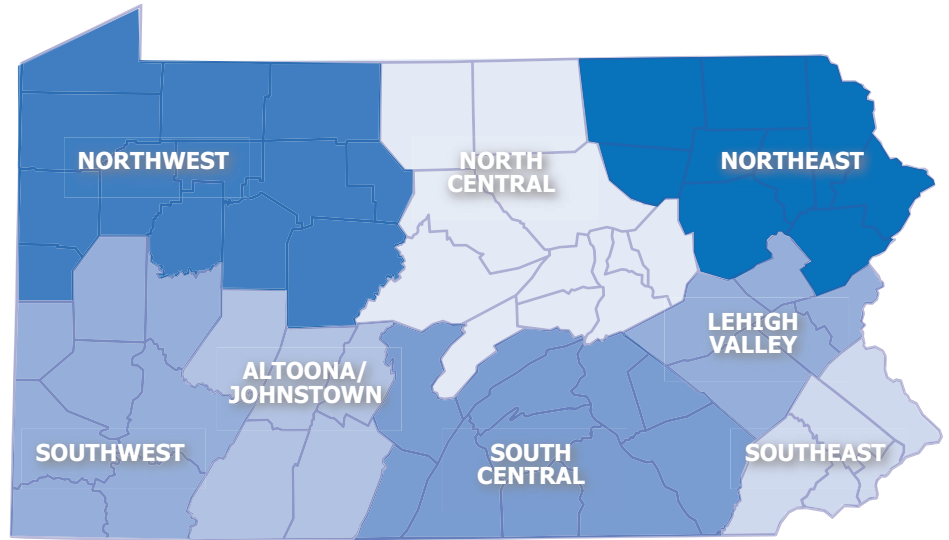 NORTHWEST
NORTH
CENTRAL
NORTHEAST
LEHIGH
VALLEY
ALTOONA/
JOHNSTOWN
SOUTHWEST
SOUTH
CENTRAL
SOUTHEAST